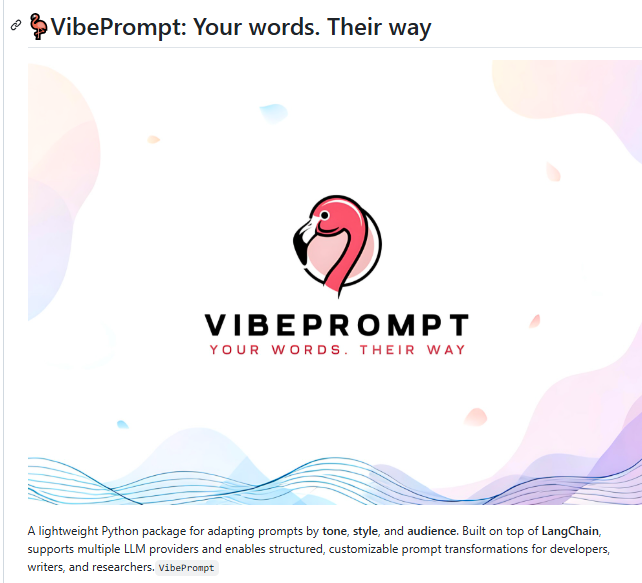 🦩VibePrompt: Your words. Their way
VIBEPROMPT
YOUR WORDS. THEIR WAY
A lightweight Python package for adapting prompts by tone, style, and audience. Built on top of LangChain,
supports multiple LLM providers and enables structured, customizable prompt transformations for developers,
writers, and researchers. VibePrompt